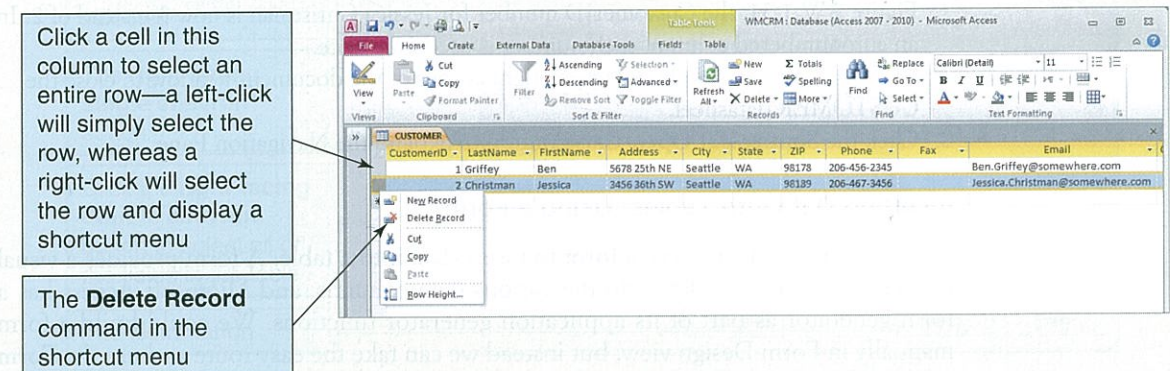 Click a cell in this
column to select an
entire row—a left-click
will simply select the
row, whereas a
right-click will select
the row and display a
shortcut menu
The Delete Record
command in the
shortcut menu
Table Tools
WMCRM : Database (Access 2007 - 2010) - Microsoft Access
File Home Create External Data Database Tools Fields Table
View
Views
Paste
Cut
Copy
Format Painter
Clipboard
Filter
Ascending
Descending
Remove Sort
Selection
Advanced
Toggle Filter
Sort & Filter
Refresh
All
New
Save
Delete
Totals
Spelling
More
Records
Find
Replace
Go To
Select
Find
Calibri (Detail) 11
B I U
Text Formatting
CUSTOMER
CustomerID LastName FirstName Address City State ZIP Phone Fax Email
1 Griffey Ben 5678 25th NE Seattle WA 98178 206-456-2345 Ben.Griffey@somewhere.com
2 Christman Jessica 3456 36th SW Seattle WA 98189 206-467-3456 Jessica.Christman@somewhere.com
New Record
Delete Record
Cut
Copy
Paste
Row Height...